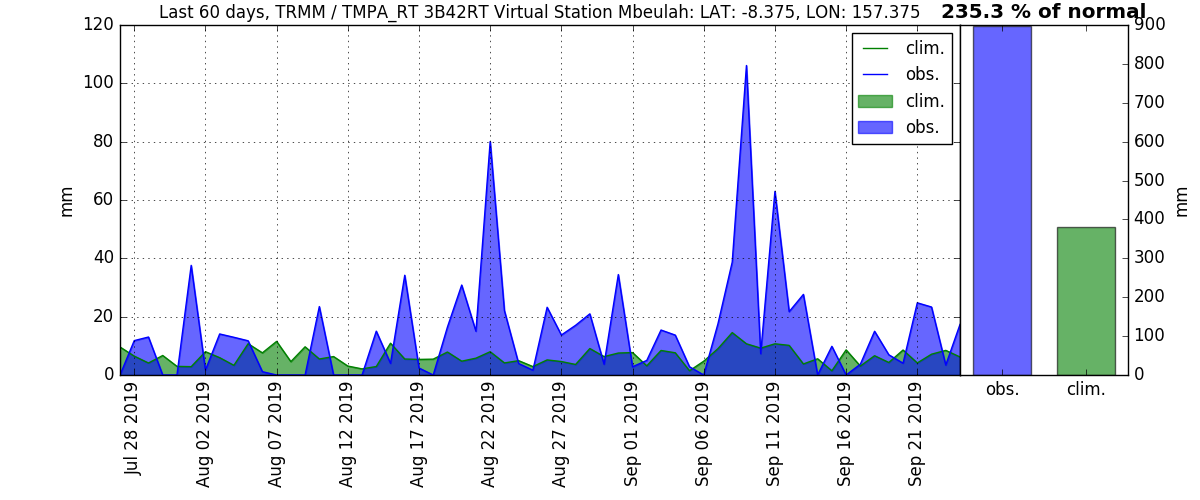 Last 60 days, TRMM / TMPA_RT 3B42RT Virtual Station Mbeulah: LAT: -8.375, LON: 157.375
235.3 % of normal
120
100
80
60
40
20
0
mm
clim.
obs.
clim.
obs.
900
800
700
600
500
400
300
200
100
0
mm
Jul 28 2019
Aug 02 2019
Aug 07 2019
Aug 12 2019
Aug 17 2019
Aug 22 2019
Aug 27 2019
Sep 01 2019
Sep 06 2019
Sep 11 2019
Sep 16 2019
Sep 21 2019
obs.
clim.